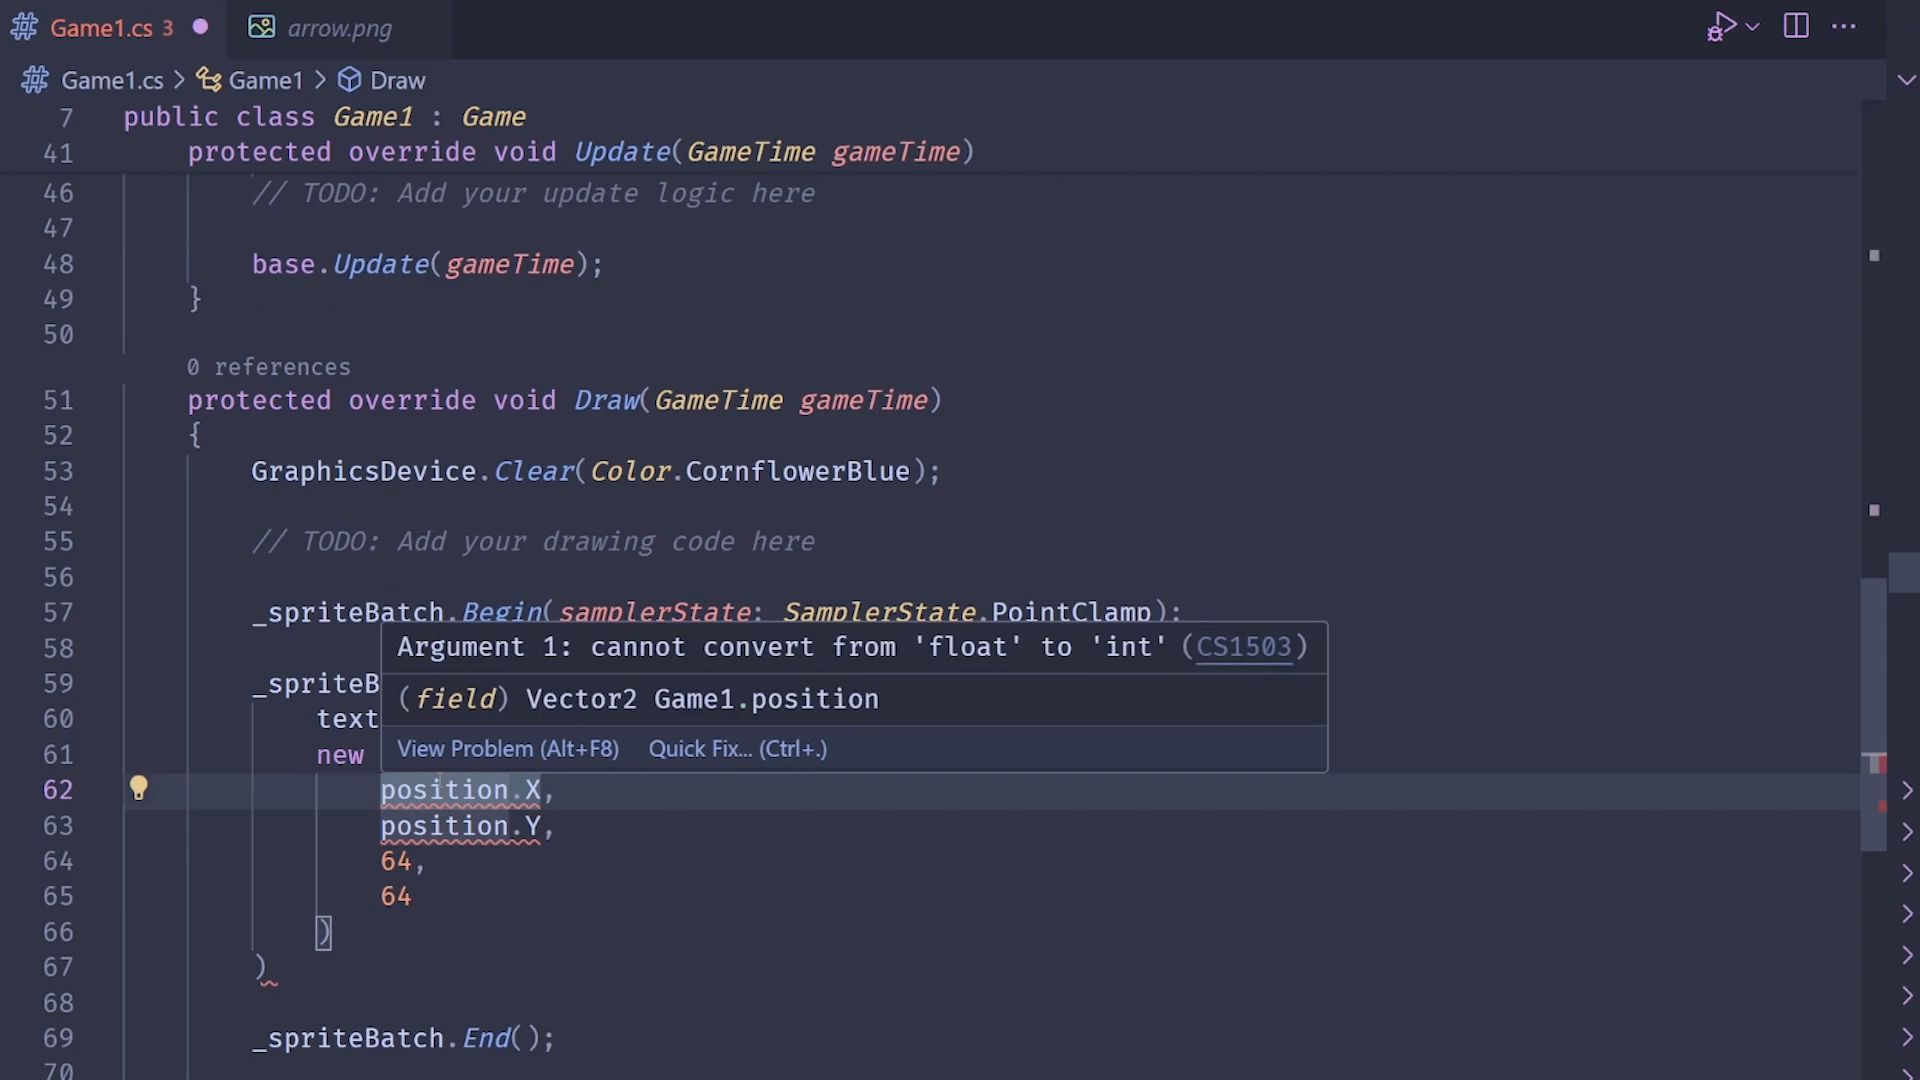 Game1.cs 3 arrow.png
Game1.cs > Game1 > Draw
7 public class Game1 : Game
41 protected override void Update(GameTime gameTime)
46 // TODO: Add your update logic here
47
48 base.Update(gameTime);
49 }
50
0 references
51 protected override void Draw(GameTime gameTime)
52 {
53 GraphicsDevice.Clear(Color.CornflowerBlue);
54
55 // TODO: Add your drawing code here
56
57 _spriteBatch.Begin(samplerState: SamplerState.PointClamp);
58
Argument 1: cannot convert from 'float' to 'int' (CS1503)
59 _spriteB
(field) Vector2 Game1.position
60 text
61 new
View Problem (Alt+F8) Quick Fix... (Ctrl+.)
62 position.X,
63 position.Y,
64 64,
65 64
66 )
67 )
68
69 _spriteBatch.End();
70